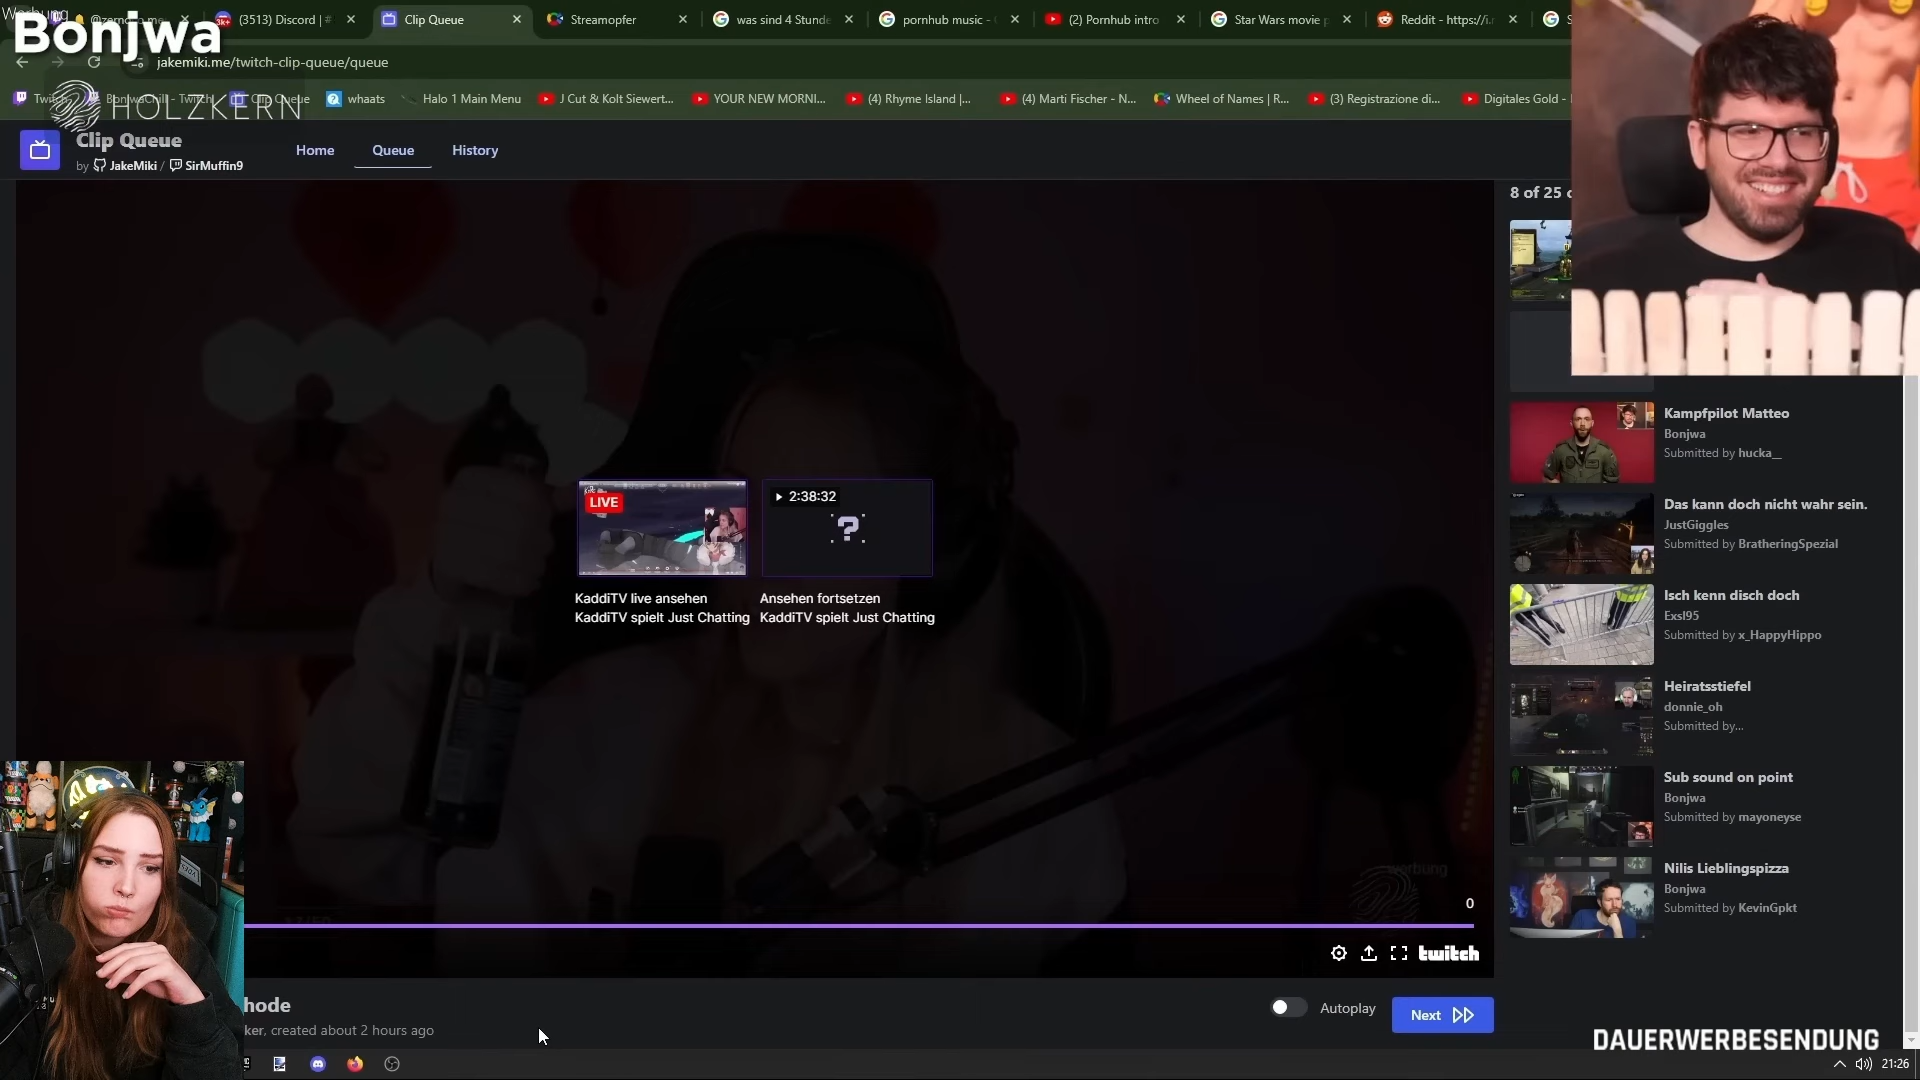 Werbung
Bonjwa
HOLZKERN
(3513) Discord | #
Clip Queue
Streamopfer
was sind 4 Stunde
pornhub music -
(2) Pornhub intro
Star Wars movie p
Reddit - https://i.r
jakemiki.me/twitch-clip-queue/queue
BonjwaChill - Twitch
Clip Queue
whaats
Halo 1 Main Menu
J Cut & Kolt Siewert...
YOUR NEW MORNI...
(4) Rhyme Island |...
(4) Marti Fischer - N...
Wheel of Names | R...
(3) Registrazione di...
Digitales Gold -
Clip Queue
by JakeMiki / SirMuffin9
Home
Queue
History
8 of 25 c
LIVE
2:38:32
?
KaddiTV live ansehen
KaddiTV spielt Just Chatting
Ansehen fortsetzen
KaddiTV spielt Just Chatting
Kampfpilot Matteo
Bonjwa
Submitted by hucka__
Das kann doch nicht wahr sein.
JustGiggles
Submitted by BratheringSpezial
Isch kenn disch doch
Exsl95
Submitted by x_HappyHippo
Heiratsstiefel
donnie_oh
Submitted by...
Sub sound on point
Bonjwa
Submitted by mayoneyse
Nilis Lieblingspizza
Bonjwa
Submitted by KevinGpkt
werbung
0
twitch
hode
ker, created about 2 hours ago
Autoplay
Next
DAUERWERBESENDUNG
21:26